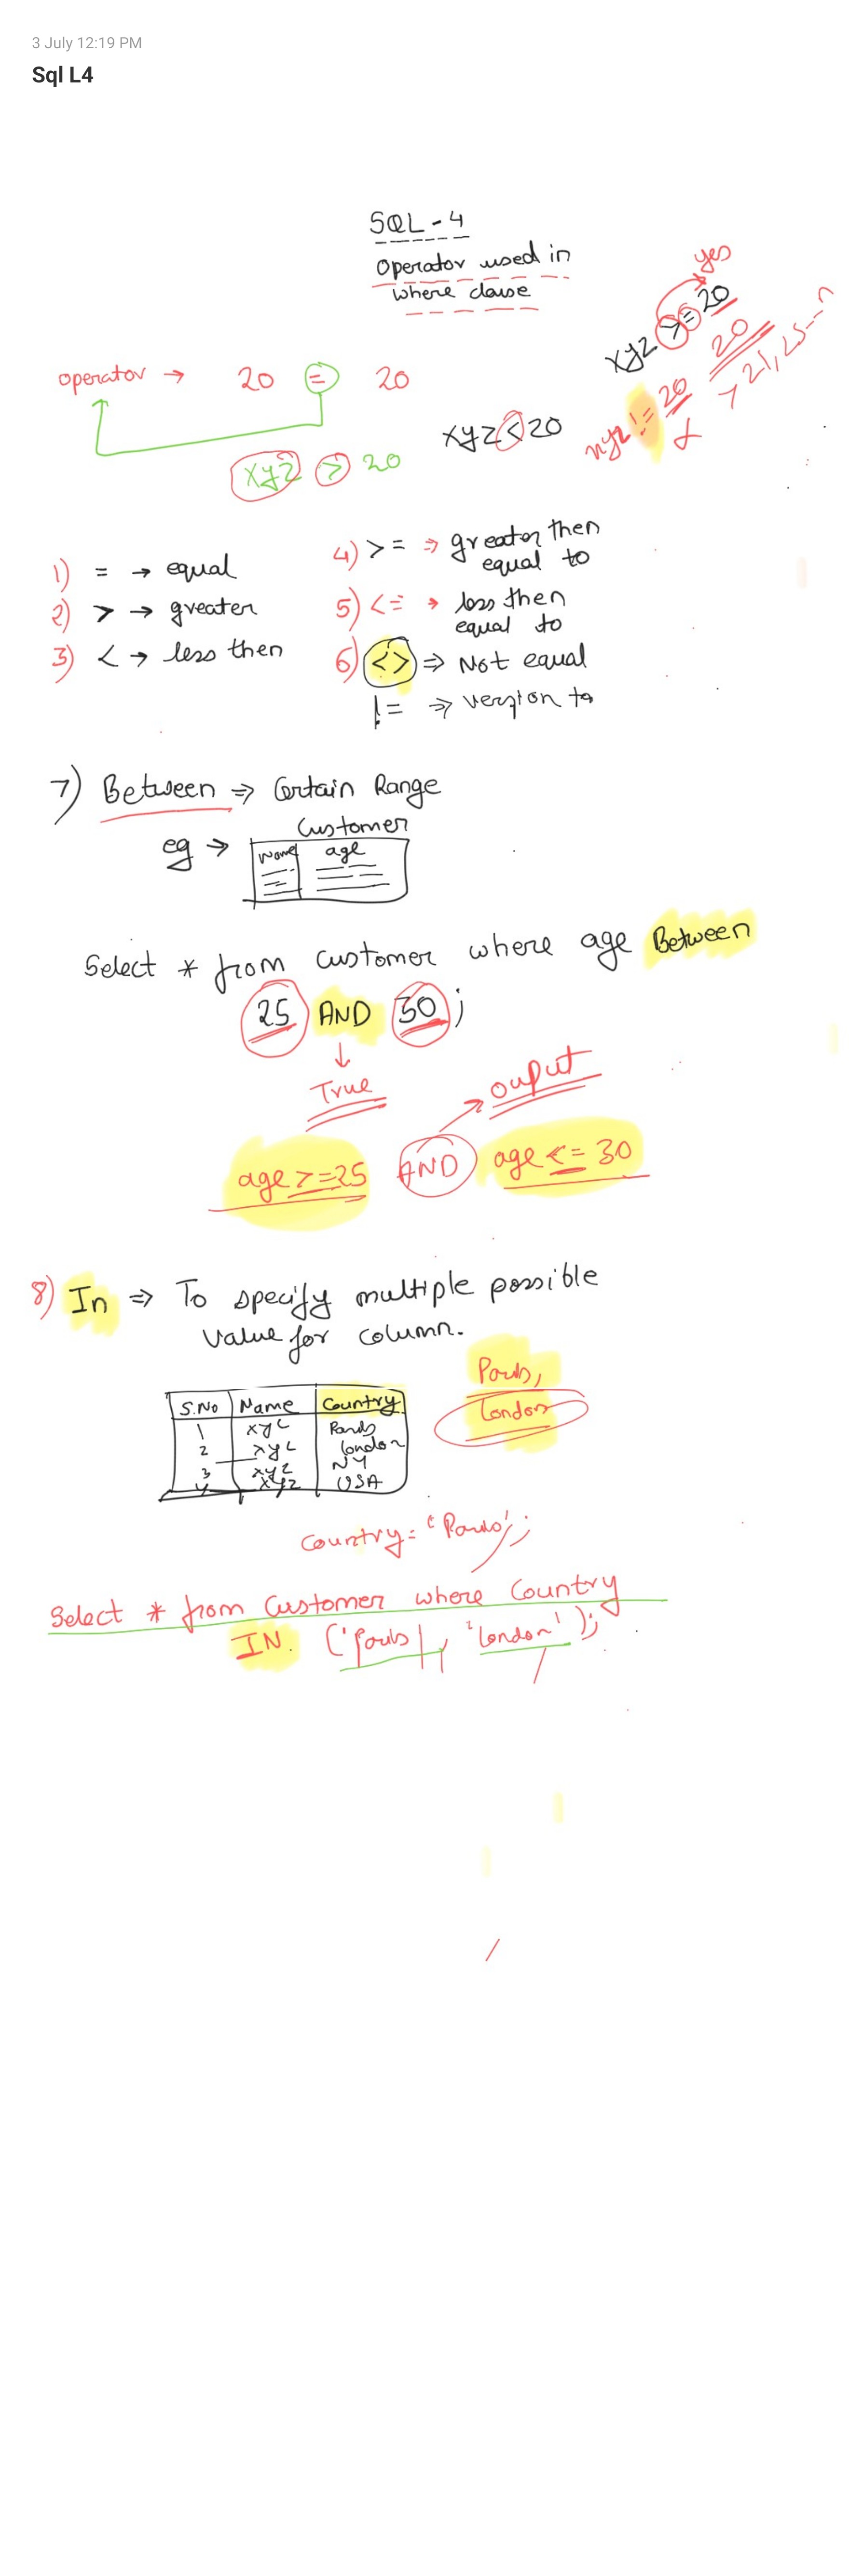 3 July 12:19 PM
Sql L4
SQL - 4
Operator used in
where clause
yes
xyz >= 20
20
> 21, 25---n
xyz != 20
operator → 20 = 20
xyz < 20
xyz > 20
1) = → equal
2) > → greater
3) < → less then
4) >= ⇒ greater then
equal to
5) <= → less then
equal to
6) <> ⇒ Not equal
!= ⇒ version to
7) Between ⇒ Certain Range
eg → Customer
Name age
Select * from customer where age Between
25 AND 30;
↓
True
ouput
age >= 25 AND age <= 30
8) In ⇒ To specify multiple possible
value for column.
Paris,
London
S.No Name Country
1 xyz Paris
2 xyz London
3 xyz NY
4 xyz USA
Country = 'Paris';
Select * from Customer where Country
IN ('paris', 'london');